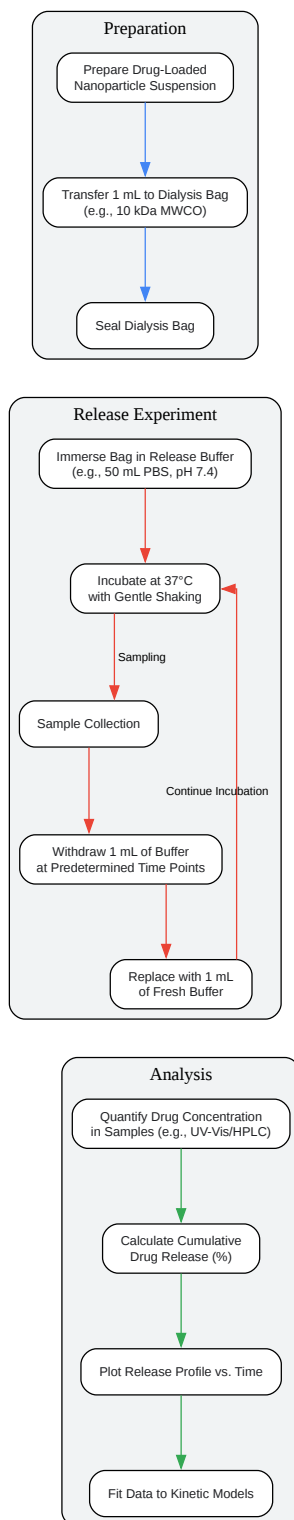 Preparation
Prepare Drug-Loaded
Nanoparticle Suspension
Transfer 1 mL to Dialysis Bag
(e.g., 10 kDa MWCO)
Seal Dialysis Bag
Release Experiment
Immerse Bag in Release Buffer
(e.g., 50 mL PBS, pH 7.4)
Incubate at 37°C
with Gentle Shaking
Sampling
Sample Collection
Continue Incubation
Withdraw 1 mL of Buffer
at Predetermined Time Points
Replace with 1 mL
of Fresh Buffer
Analysis
Quantify Drug Concentration
in Samples (e.g., UV-Vis/HPLC)
Calculate Cumulative
Drug Release (%)
Plot Release Profile vs. Time
Fit Data to Kinetic Models